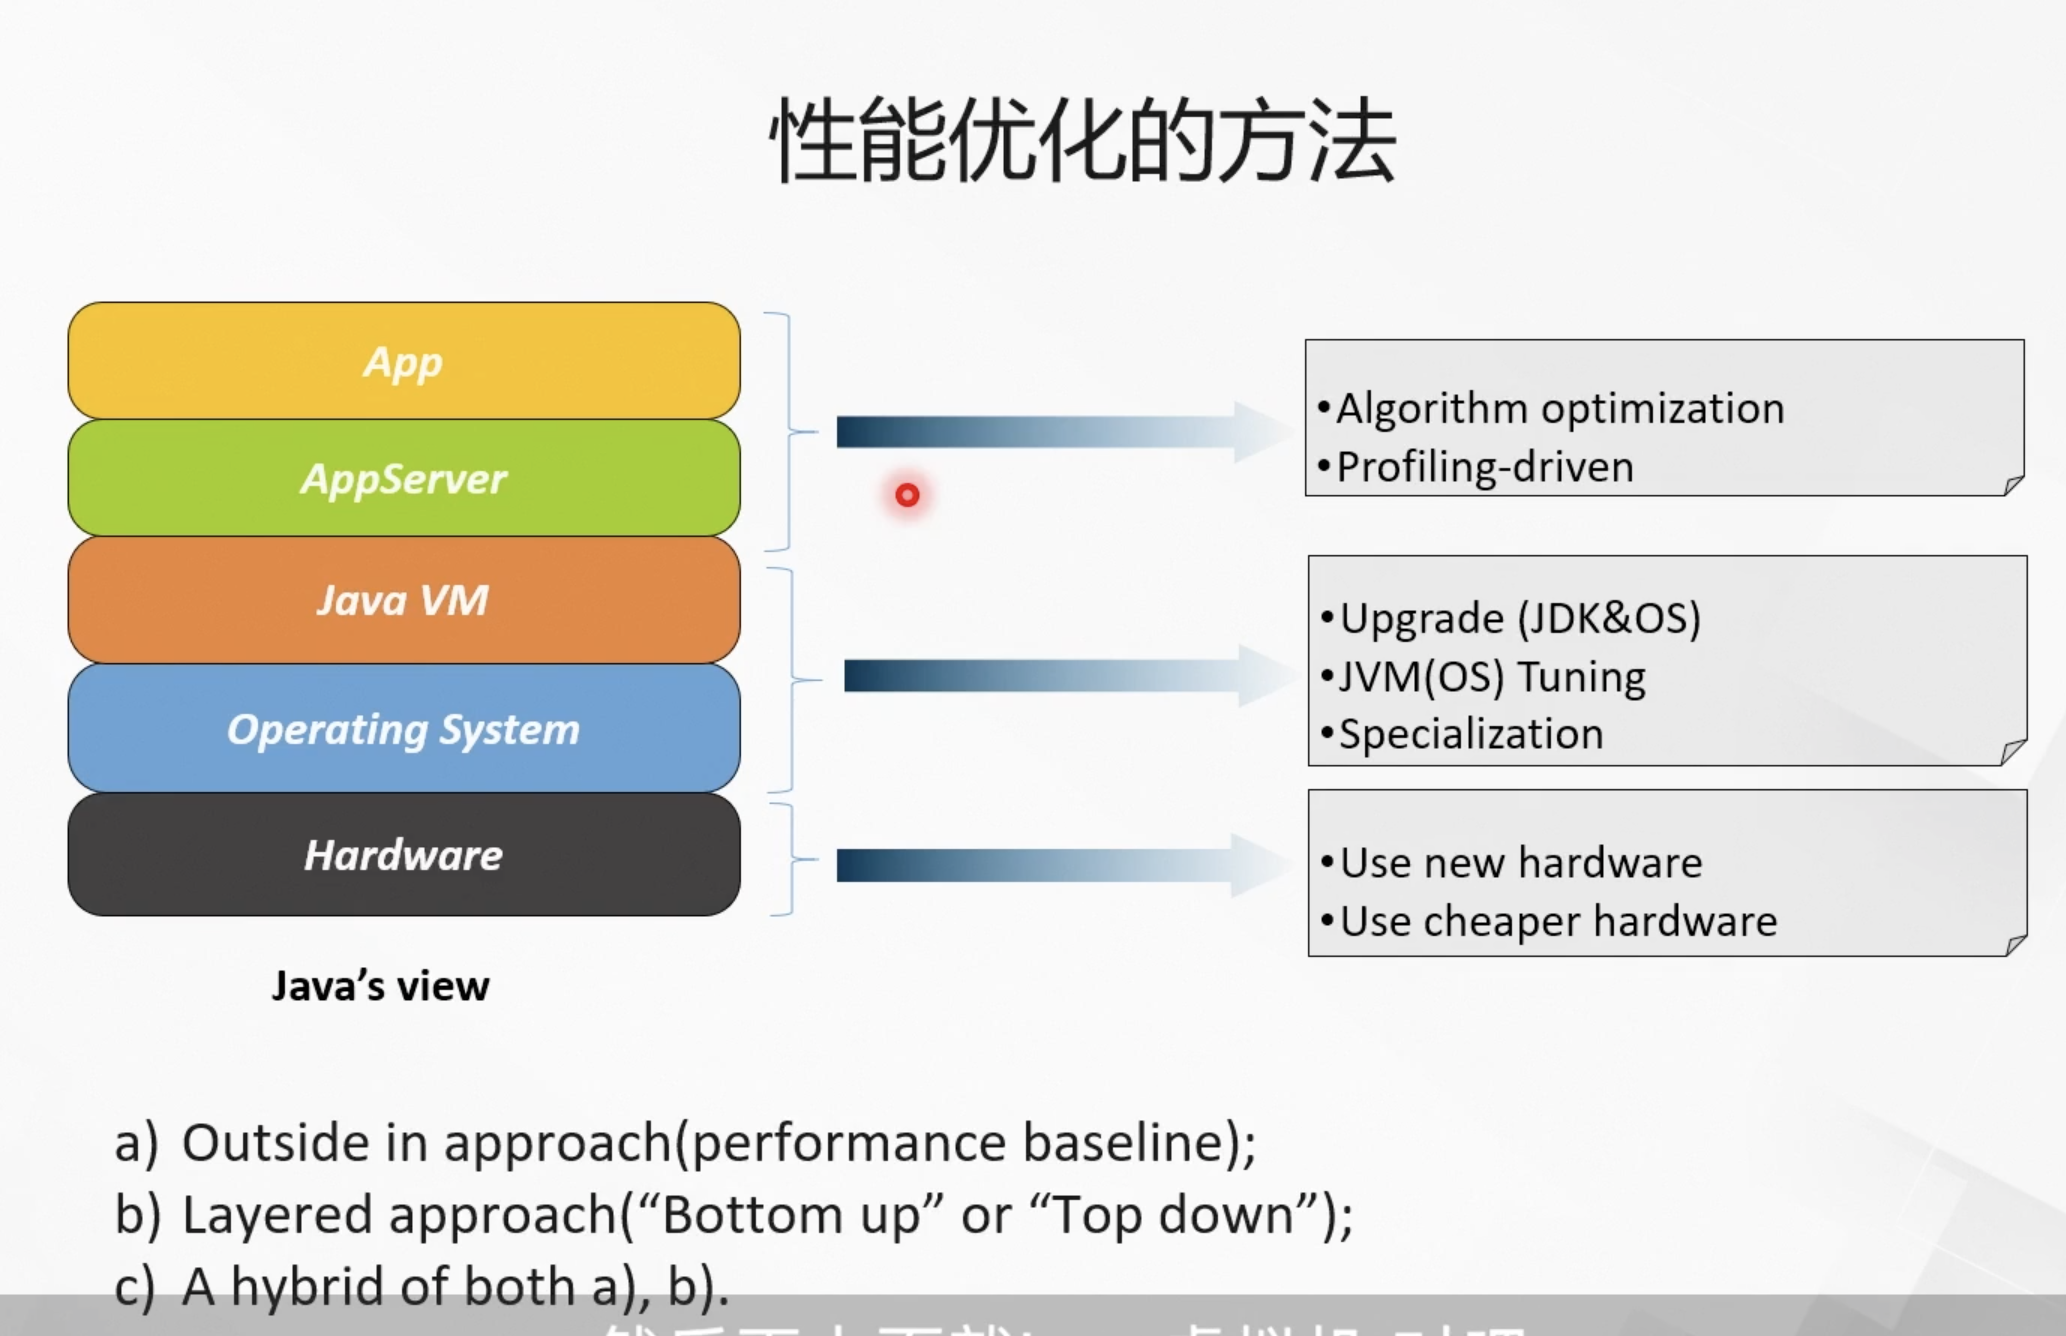 性能优化的方法
App
AppServer
Java VM
Operating System
Hardware
Java’s view
•Algorithm optimization
•Profiling-driven
•Upgrade (JDK&OS)
•JVM(OS) Tuning
•Specialization
•Use new hardware
•Use cheaper hardware
a) Outside in approach(performance baseline);
b) Layered approach(“Bottom up” or “Top down”);
c) A hybrid of both a), b).